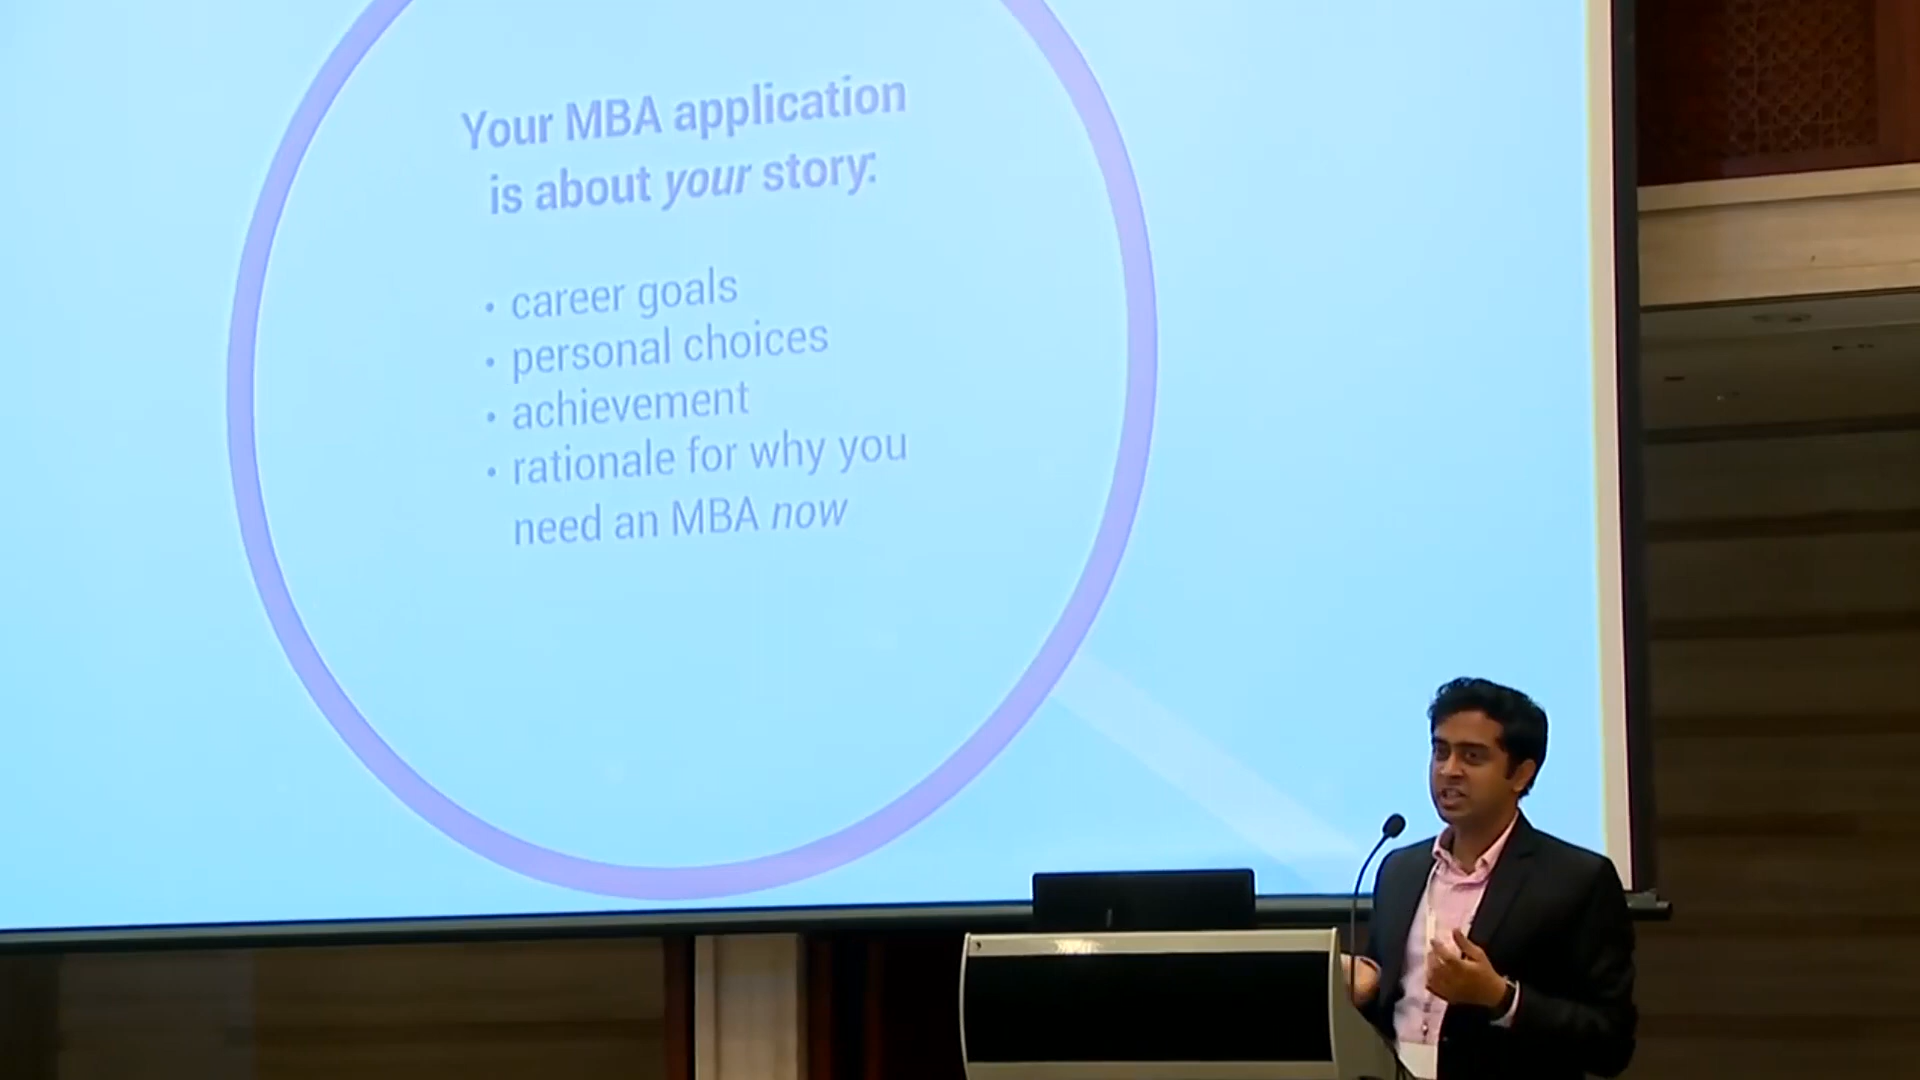 Your MBA application
is about your story:
• career goals
• personal choices
• achievement
• rationale for why you
need an MBA now